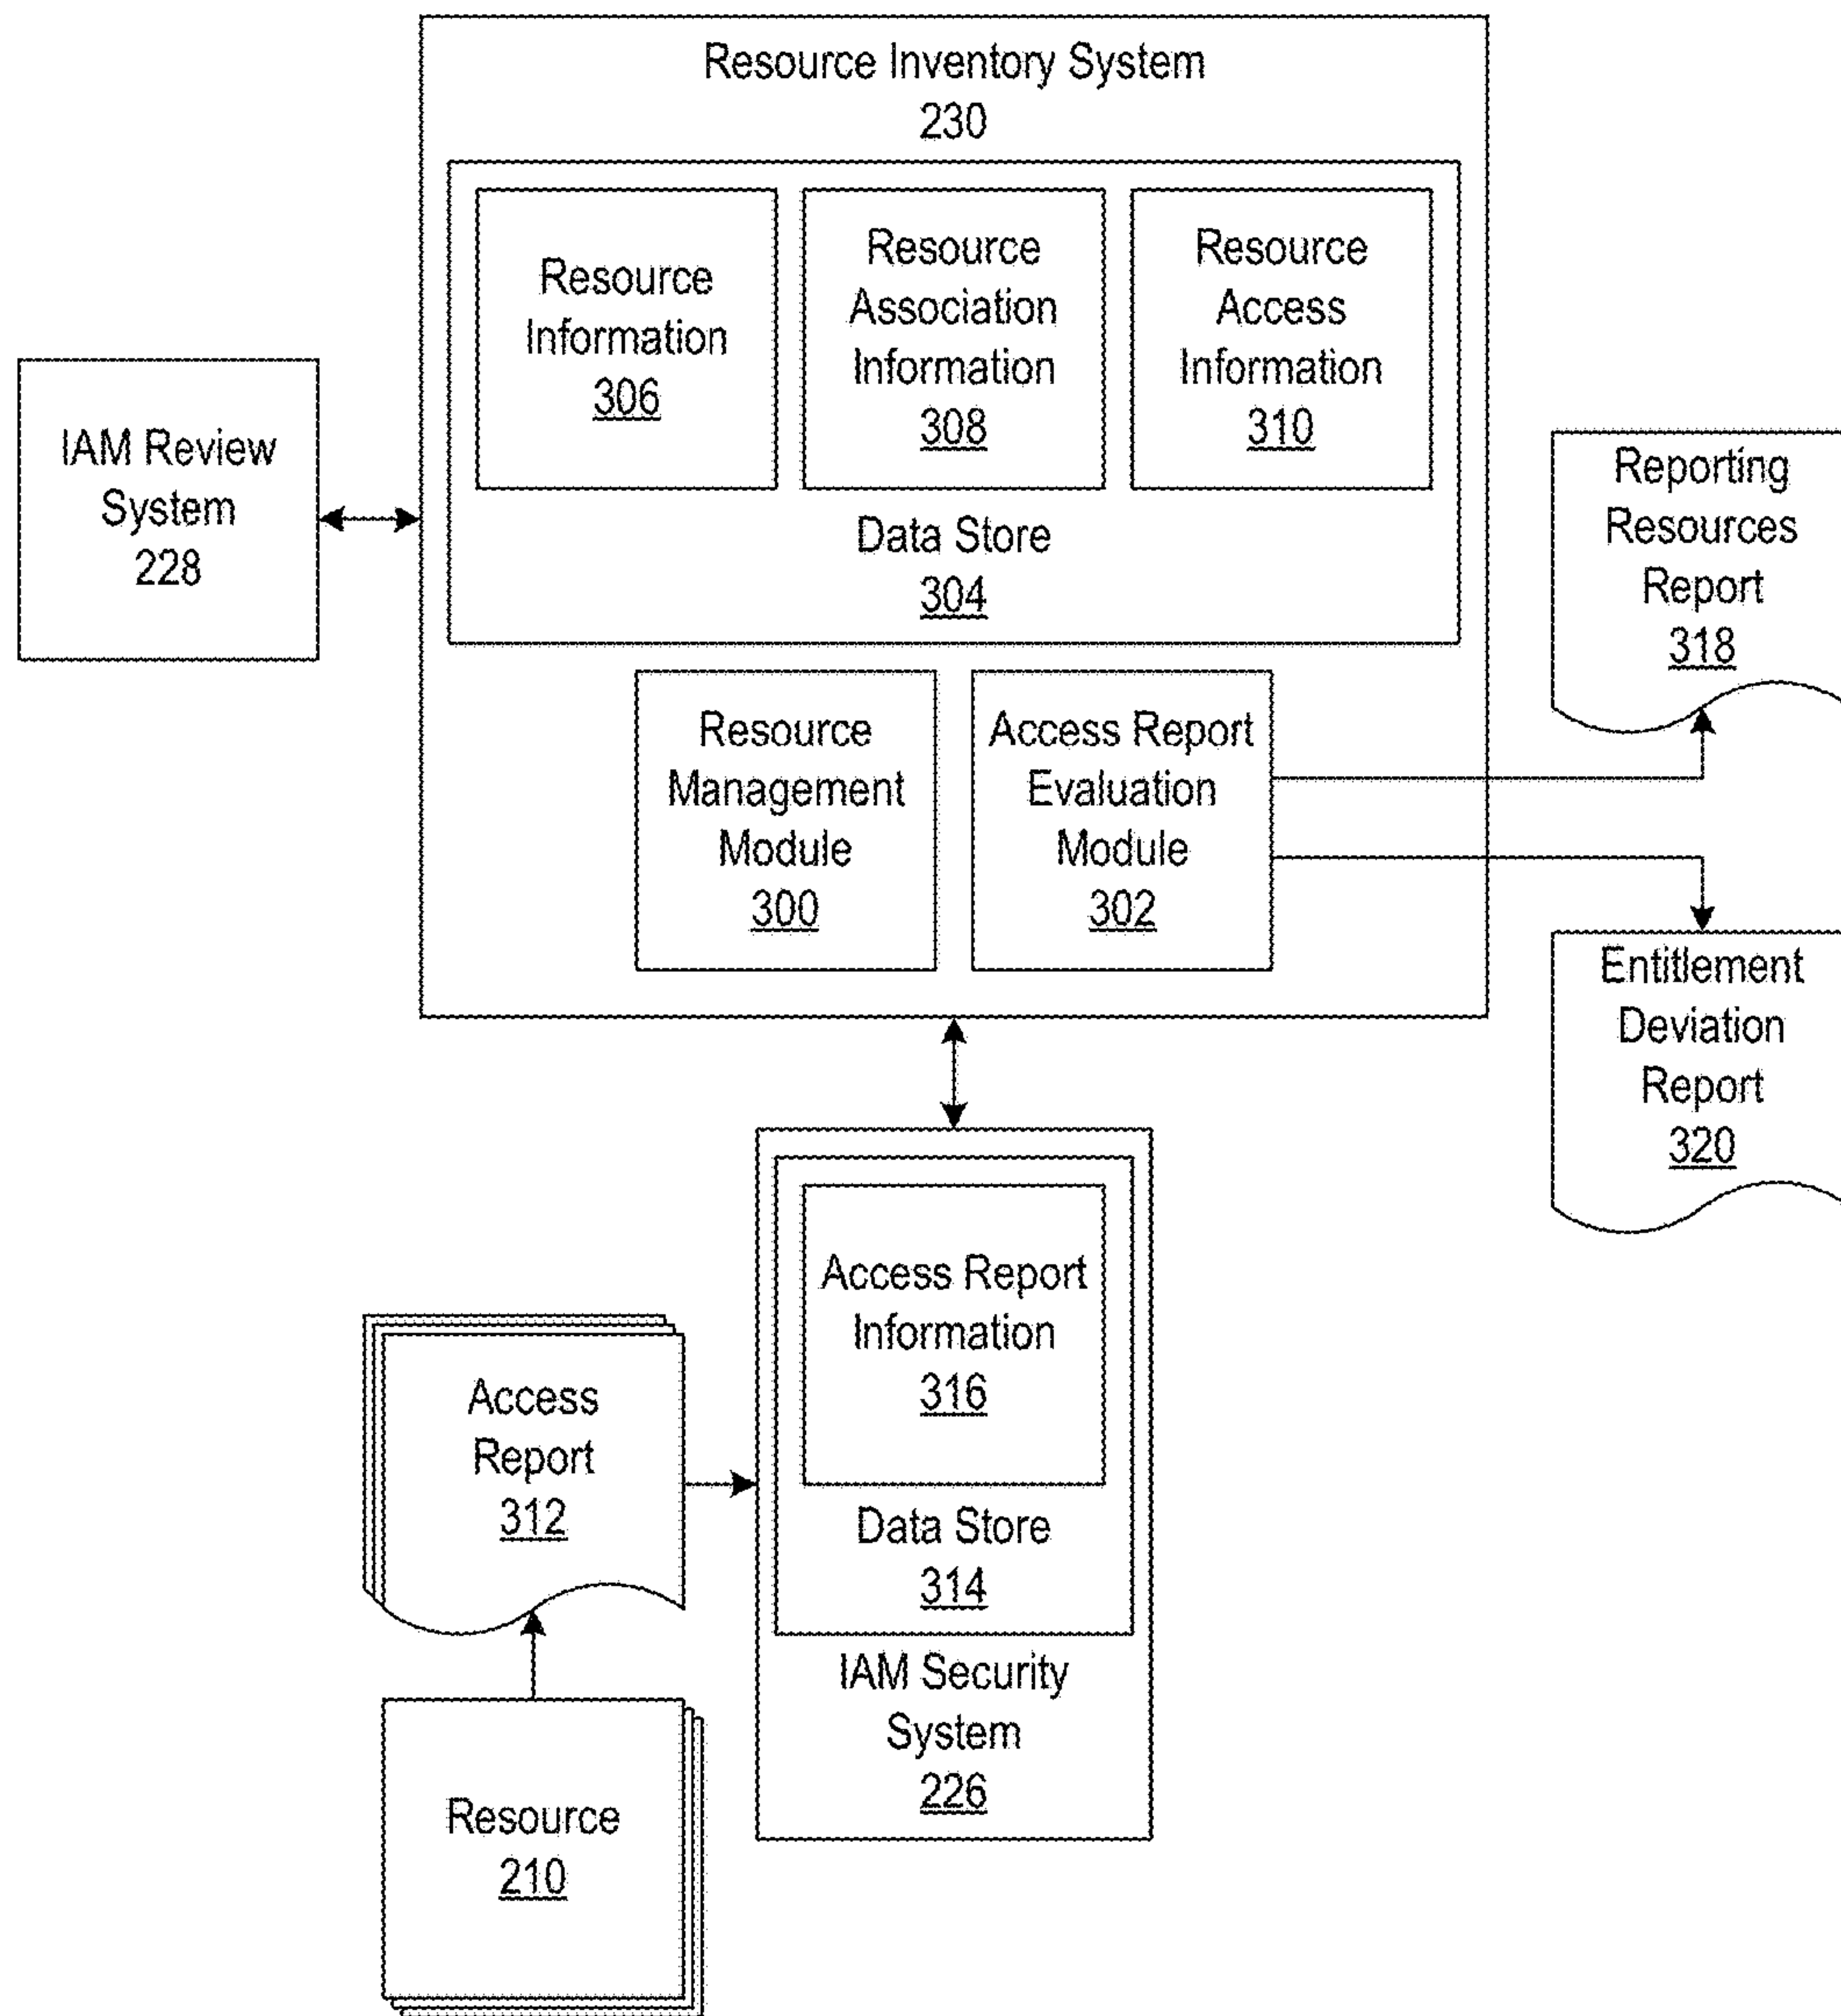 Resource Inventory System
230
Resource
Information
306
Resource
Association
Information
308
Resource
Access
Information
310
Data Store
304
IAM Review
System
228
Resource
Management
Module
300
Access Report
Evaluation
Module
302
Reporting
Resources
Report
318
Entitlement
Deviation
Report
320
Access Report
Information
316
Data Store
314
IAM Security
System
226
Access
Report
312
Resource
210